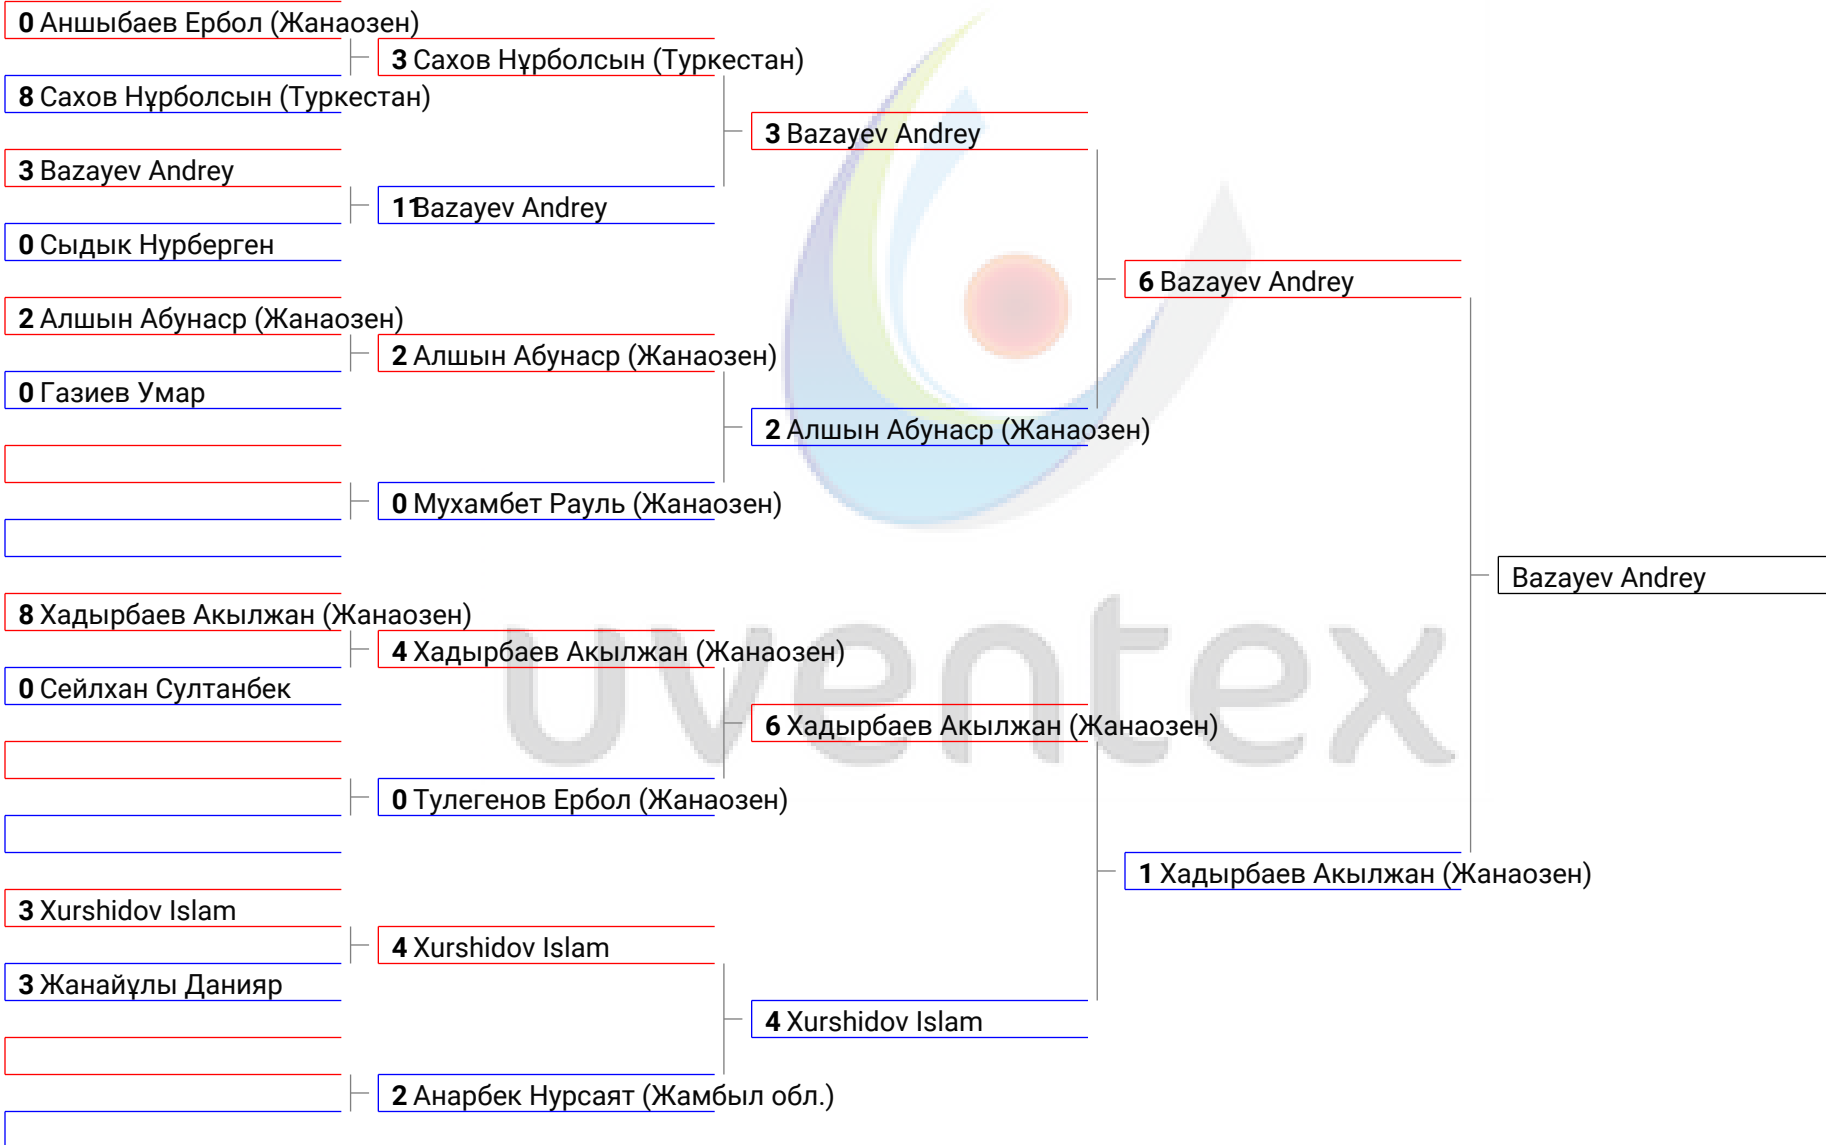 0 Аншыбаев Ербол (Жанаозен)
3 Сахов Нұрболсын (Туркестан)
8 Сахов Нұрболсын (Туркестан)
3 Bazayev Andrey
3 Bazayev Andrey
11 Bazayev Andrey
0 Сыдык Нурберген
6 Bazayev Andrey
2 Алшын Абунаср (Жанаозен)
2 Алшын Абунаср (Жанаозен)
0 Газиев Умар
2 Алшын Абунаср (Жанаозен)
0 Мухамбет Рауль (Жанаозен)
Bazayev Andrey
8 Хадырбаев Акылжан (Жанаозен)
4 Хадырбаев Акылжан (Жанаозен)
0 Сейлхан Султанбек
uventex
6 Хадырбаев Акылжан (Жанаозен)
0 Тулегенов Ербол (Жанаозен)
1 Хадырбаев Акылжан (Жанаозен)
3 Xurshidov Islam
4 Xurshidov Islam
3 Жанайұлы Данияр
4 Xurshidov Islam
2 Анарбек Нурсаят (Жамбыл обл.)